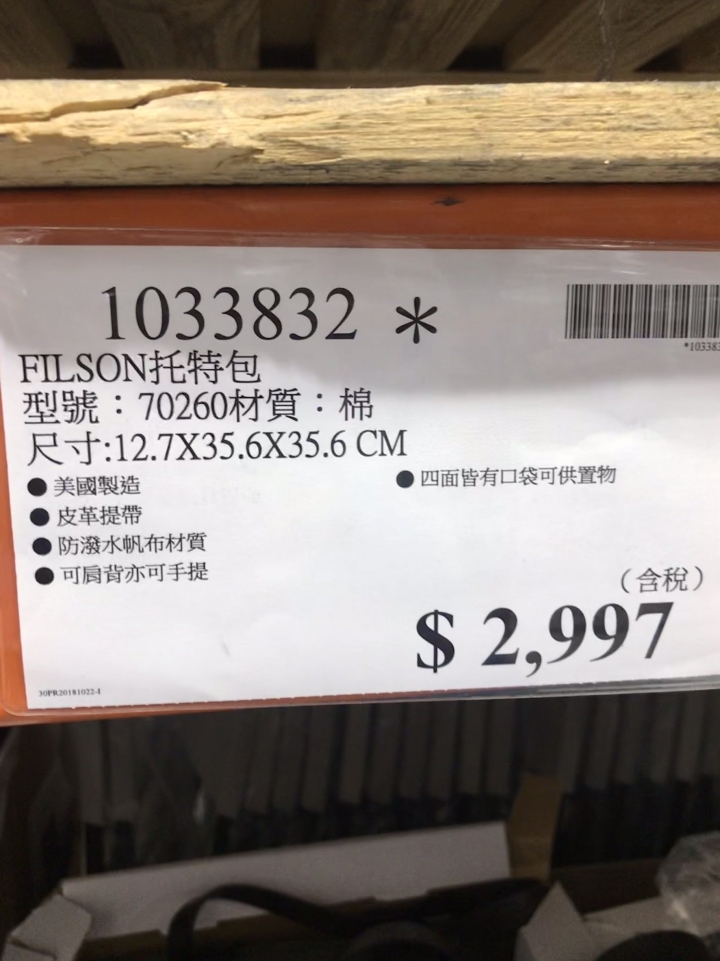 1033832 *
*10338
FILSON托特包
型號：70260材質：棉
尺寸:12.7X35.6X35.6 CM
● 美國製造
● 四面皆有口袋可供置物
● 皮革提帶
● 防潑水帆布材質
● 可肩背亦可手提
（含稅）
$ 2,997
30PR20181022-1